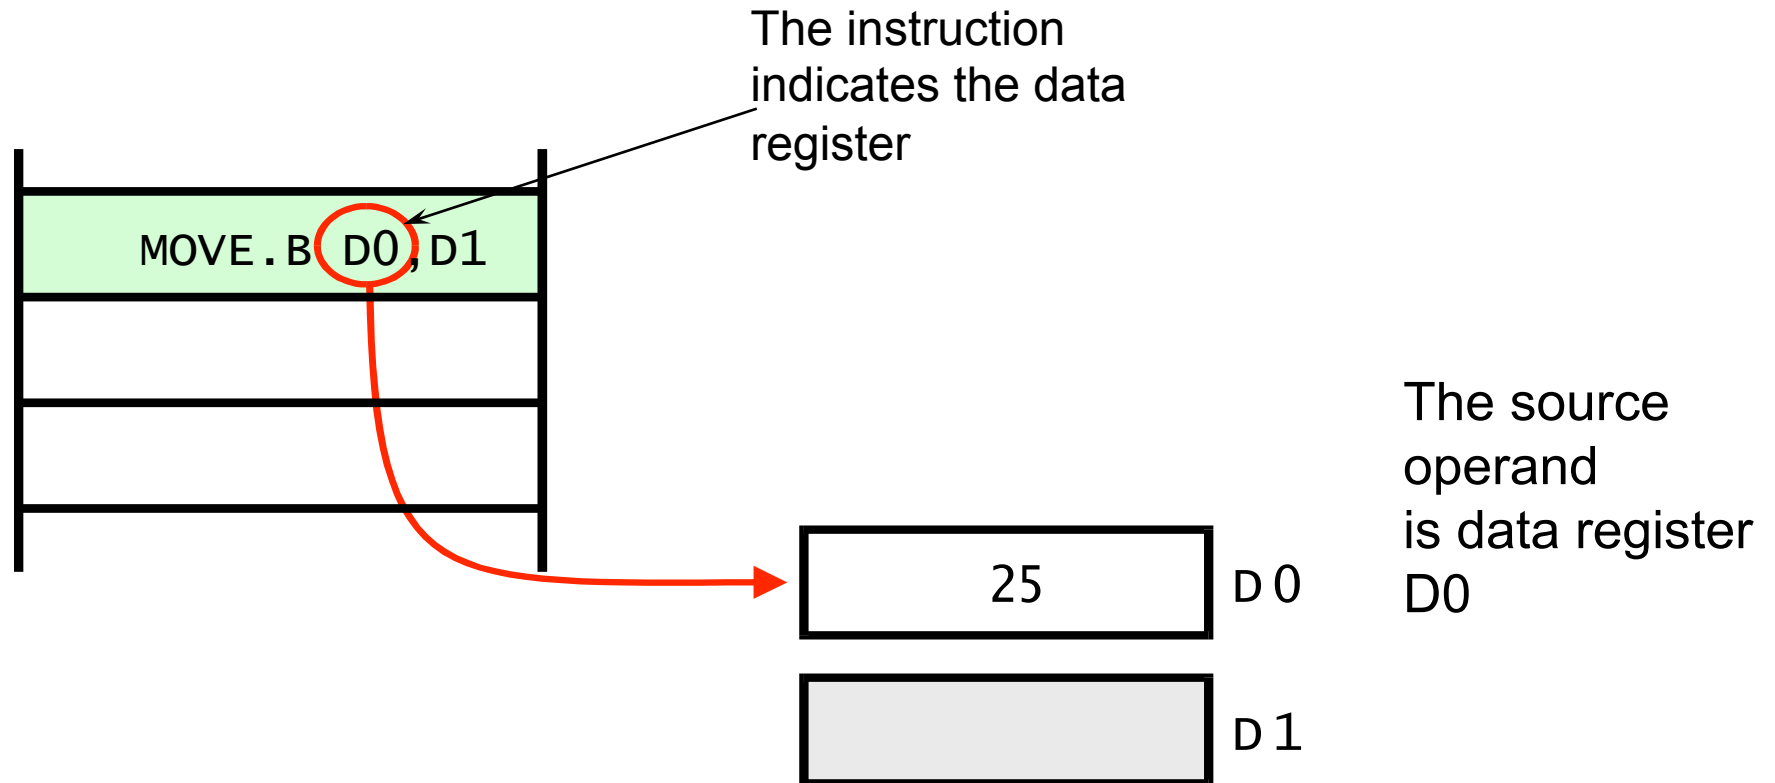 The instruction
indicates the data
register
MOVE.B D0,D1
The source
operand
is data register
D0
25 D0
D1